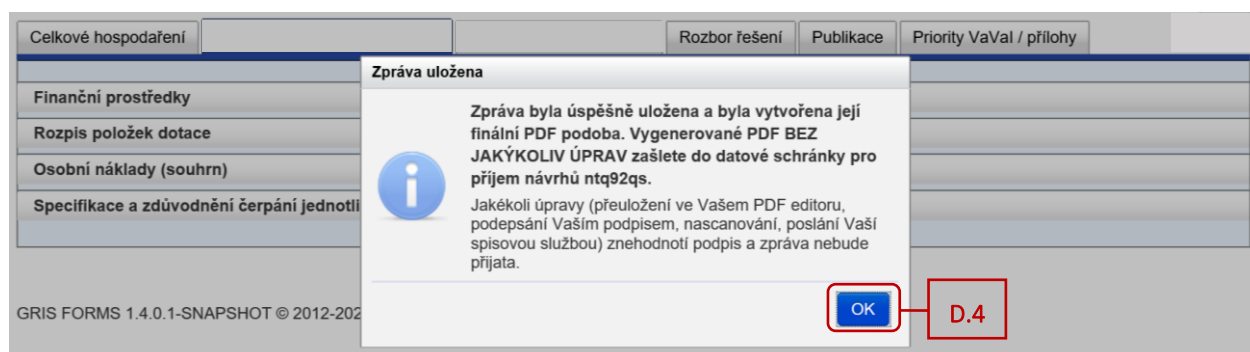 Celkové hospodaření
Rozbor řešení
Publikace
Priority VaVaI / přílohy
Zpráva uložena
Finanční prostředky
Rozpis položek dotace
Osobní náklady (souhrn)
Specifikace a zdůvodnění čerpání jednotli
Zpráva byla úspěšně uložena a byla vytvořena její
finální PDF podoba. Vygenerované PDF BEZ
JAKÝKOLIV ÚPRAV zašlete do datové schránky pro
příjem návrhů ntq92qs.
Jakékoli úpravy (přeuložení ve Vašem PDF editoru,
podepsání Vaším podpisem, nascanování, poslání Vaší
spisovou službou) znehodnotí podpis a zpráva nebude
přijata.
OK
D.4
GRIS FORMS 1.4.0.1-SNAPSHOT © 2012-202